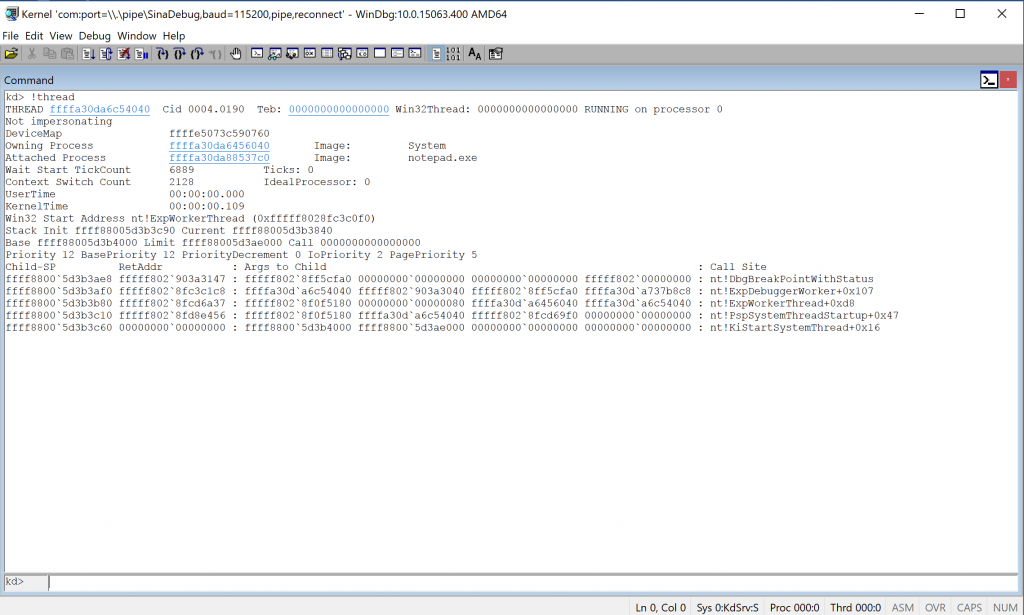 Kernel 'com:port=\\.\pipe\SinaDebug,baud=115200,pipe,reconnect' - WinDbg:10.0.15063.400 AMD64
File Edit View Debug Window Help
Command
kd> !thread
THREAD ffffa30da6c54040  Cid 0004.0190  Teb: 0000000000000000 Win32Thread: 0000000000000000 RUNNING on processor 0
Not impersonating
DeviceMap                 ffffe5073c590760
Owning Process            ffffa30da6456040       Image:         System
Attached Process          ffffa30da88537c0       Image:         notepad.exe
Wait Start TickCount      6889           Ticks: 0
Context Switch Count      2128           IdealProcessor: 0
UserTime                  00:00:00.000
KernelTime                00:00:00.109
Win32 Start Address nt!ExpWorkerThread (0xfffff8028fc3c0f0)
Stack Init ffff88005d3b3c90 Current ffff88005d3b3840
Base ffff88005d3b4000 Limit ffff88005d3ae000 Call 0000000000000000
Priority 12 BasePriority 12 PriorityDecrement 0 IoPriority 2 PagePriority 5
Child-SP          RetAddr           : Args to Child                                                           : Call Site
ffff8800`5d3b3ae8 fffff802`903a3147 : fffff802`8ff5cfa0 00000000`00000000 00000000`00000000 fffff802`00000000 : nt!DbgBreakPointWithStatus
ffff8800`5d3b3af0 fffff802`8fc3c1c8 : ffffa30d`a6c54040 fffff802`903a3040 fffff802`8ff5cfa0 ffffa30d`a737b8c8 : nt!ExpDebuggerWorker+0x107
ffff8800`5d3b3b80 fffff802`8fcd6a37 : fffff802`8f0f5180 00000000`00000080 ffffa30d`a6456040 ffffa30d`a6c54040 : nt!ExpWorkerThread+0xd8
ffff8800`5d3b3c10 fffff802`8fd8e456 : fffff802`8f0f5180 ffffa30d`a6c54040 fffff802`8fcd69f0 00000000`00000000 : nt!PspSystemThreadStartup+0x47
ffff8800`5d3b3c60 00000000`00000000 : ffff8800`5d3b4000 ffff8800`5d3ae000 00000000`00000000 00000000`00000000 : nt!KiStartSystemThread+0x16
kd>
Ln 0, Col 0 Sys 0:KdSrv:S Proc 000:0 Thrd 000:0 ASM OVR CAPS NUM